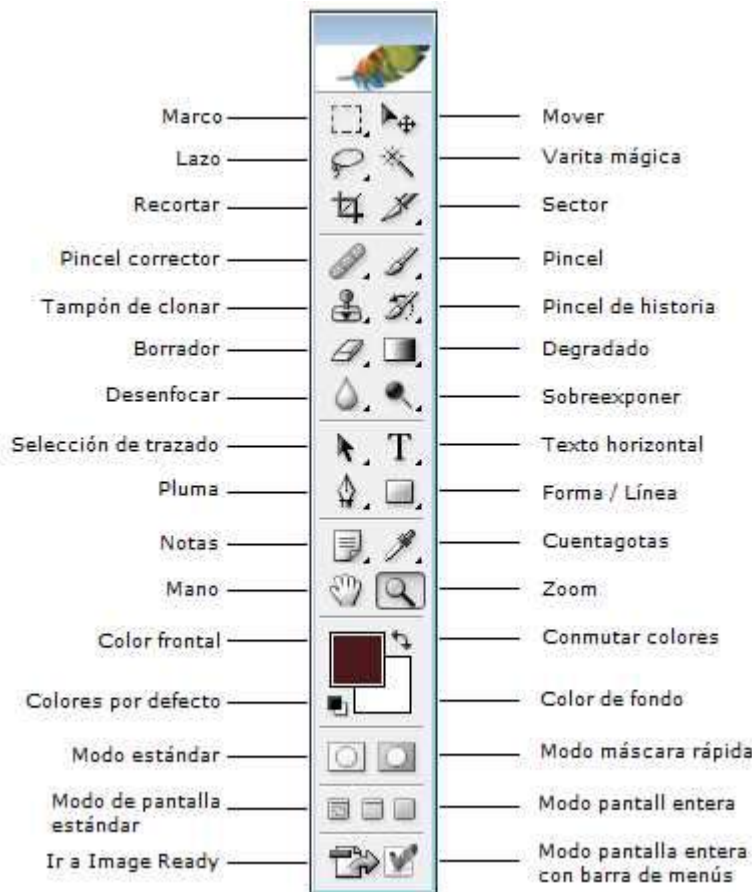 Marco
Mover
Lazo
Varita mágica
Recortar
Sector
Pincel corrector
Pincel
Tampón de clonar
Pincel de historia
Borrador
Degradado
Desenfocar
Sobreexponer
Selección de trazado
T
Texto horizontal
Pluma
Forma / Línea
Notas
Cuentagotas
Mano
Zoom
Color frontal
Conmutar colores
Colores por defecto
Color de fondo
Modo estándar
Modo máscara rápida
Modo de pantalla
estándar
Modo pantall entera
Ir a Image Ready
Modo pantalla entera
con barra de menús